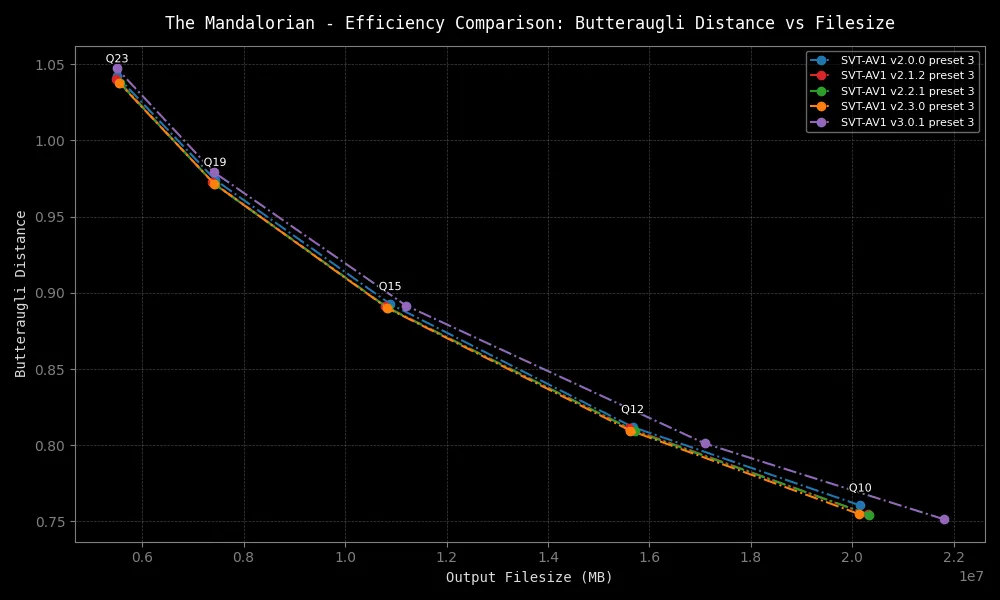 The Mandalorian - Efficiency Comparison: Butteraugli Distance vs Filesize
SVT-AV1 v2.0.0 preset 3
SVT-AV1 v2.1.2 preset 3
SVT-AV1 v2.2.1 preset 3
SVT-AV1 v2.3.0 preset 3
SVT-AV1 v3.0.1 preset 3
Q23
Q19
Q15
Q12
Q10
Butteraugli Distance
1.05
1.00
0.95
0.90
0.85
0.80
0.75
0.6
0.8
1.0
1.2
1.4
1.6
1.8
2.0
2.2
1e7
Output Filesize (MB)